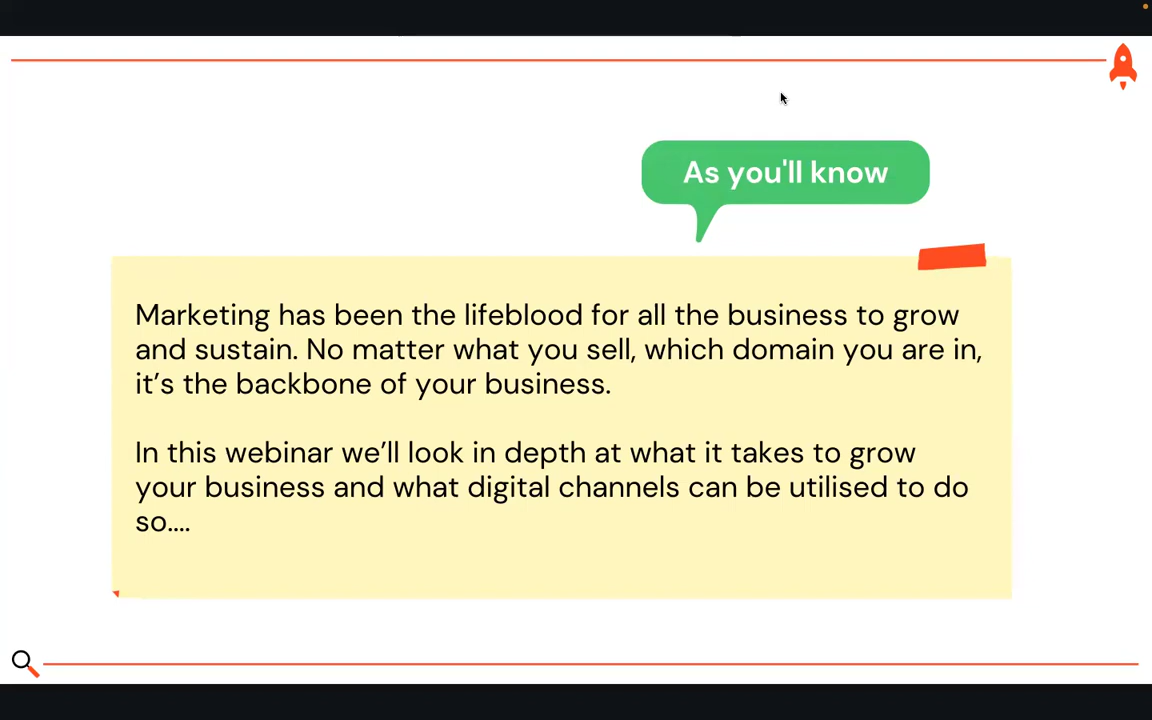 As you'll know
Marketing has been the lifeblood for all the business to grow
and sustain. No matter what you sell, which domain you are in,
it’s the backbone of your business.
In this webinar we’ll look in depth at what it takes to grow
your business and what digital channels can be utilised to do
so....